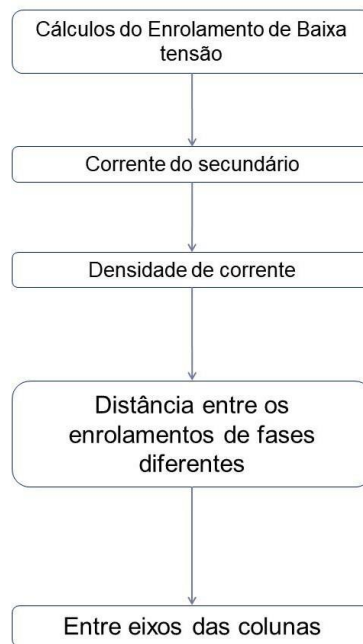 Cálculos do Enrolamento de Baixa
tensão
Corrente do secundário
Densidade de corrente
Distância entre os
enrolamentos de fases
diferentes
Entre eixos das colunas